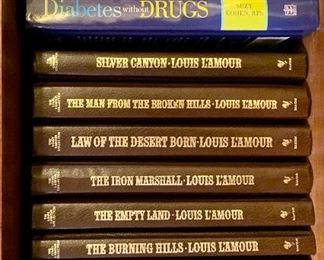 Diabetes without DRUGS
SUZY
COHEN, RPh
SILVER CANYON · LOUIS L'AMOUR
THE MAN FROM THE BROKEN HILLS · LOUIS L'AMOUR
LAW OF THE DESERT BORN · LOUIS L'AMOUR
THE IRON MARSHALL · LOUIS L'AMOUR
THE EMPTY LAND · LOUIS L'AMOUR
THE BURNING HILLS · LOUIS L'AMOUR